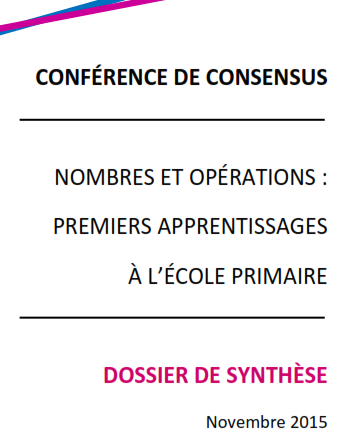 CONFÉRENCE DE CONSENSUS
NOMBRES ET OPÉRATIONS :
PREMIERS APPRENTISSAGES
À L’ÉCOLE PRIMAIRE
DOSSIER DE SYNTHÈSE
Novembre 2015